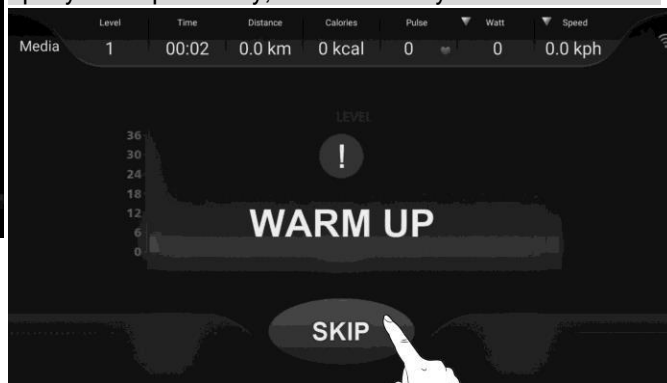 Level Time Distance Calories Pulse Watt Speed
Media 1 00:02 0.0 km 0 kcal 0 0 0.0 kph
LEVEL
36
30
!
24
18
12
WARM UP
6
0
SKIP